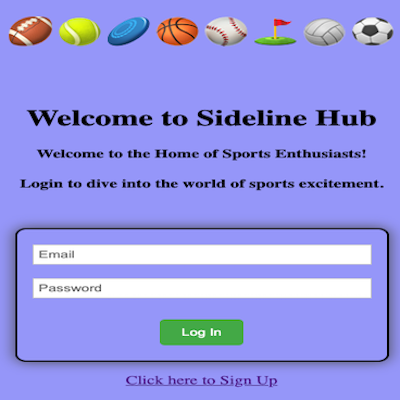 Welcome to Sideline Hub
Welcome to the Home of Sports Enthusiasts!
Login to dive into the world of sports excitement.
Email
Password
Log In
Click here to Sign Up